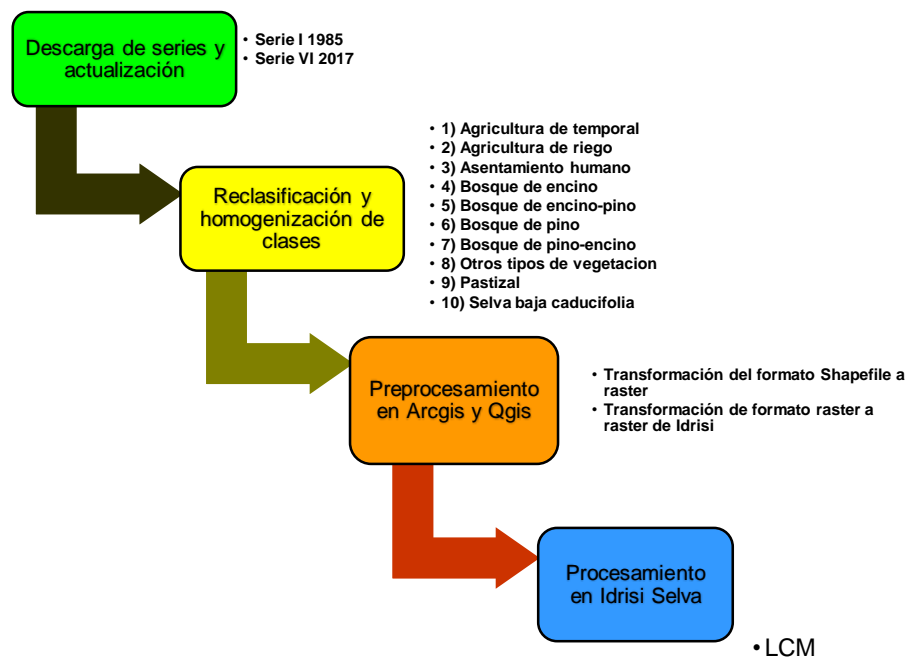 Descarga de series y
actualización
• Serie I 1985
• Serie VI 2017
Reclasificación y
homogenización de
clases
• 1) Agricultura de temporal
• 2) Agricultura de riego
• 3) Asentamiento humano
• 4) Bosque de encino
• 5) Bosque de encino-pino
• 6) Bosque de pino
• 7) Bosque de pino-encino
• 8) Otros tipos de vegetacion
• 9) Pastizal
• 10) Selva baja caducifolia
Preprocesamiento
en Arcgis y Qgis
• Transformación del formato Shapefile a
raster
• Transformación de formato raster a
raster de Idrisi
Procesamiento
en Idrisi Selva
• LCM